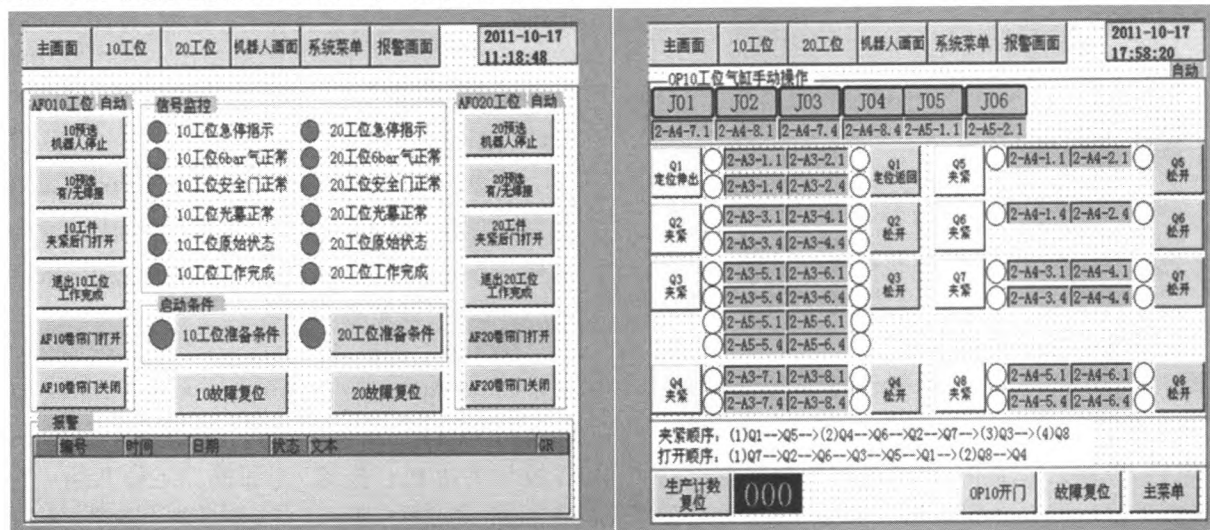 主画面 10工位 20工位 机器人画面 系统菜单 报警画面 2011-10-17
11:18:48
AF010工位 自动
10预选
机器人停止
10预选
有/无焊接
10工件
夹紧后门打开
退出10工位
工作完成
AF10卷帘门打开
AF10卷帘门关闭
信号监控
10工位急停指示 20工位急停指示
10工位6bar气正常 20工位6bar气正常
10工位安全门正常 20工位安全门正常
10工位光幕正常 20工位光幕正常
10工位原始状态 20工位原始状态
10工位工作完成 20工位工作完成
启动条件
10工位准备条件 20工位准备条件
10故障复位 20故障复位
AF020工位 自动
20预选
机器人停止
20预选
有/无焊接
20工件
夹紧后门打开
退出20工位
工作完成
AF20卷帘门打开
AF20卷帘门关闭
报警
编号 时间 日期 状态 文本 GR
主画面 10工位 20工位 机器人画面 系统菜单 报警画面 2011-10-17
17:58:20
OP10工位气缸手动操作 自动
J01 J02 J03 J04 J05 J06
2-A4-7.1 2-A4-8.1 2-A4-7.4 2-A4-8.4 2-A5-1.1 2-A5-2.1
Q1
定位伸出
2-A3-1.1 2-A3-2.1
2-A3-1.4 2-A3-2.4
Q1
定位返回
Q5
夹紧
2-A4-1.1 2-A4-2.1
Q5
松开
Q2
夹紧
2-A3-3.1 2-A3-4.1
2-A3-3.4 2-A3-4.4
Q2
松开
Q6
夹紧
2-A4-1.4 2-A4-2.4
Q6
松开
Q3
夹紧
2-A3-5.1 2-A3-6.1
2-A3-5.4 2-A3-6.4
2-A5-5.1 2-A5-6.1
2-A5-5.4 2-A5-6.4
Q3
松开
Q7
夹紧
2-A4-3.1 2-A4-4.1
2-A4-3.4 2-A4-4.4
Q7
松开
Q4
夹紧
2-A3-7.1 2-A3-8.1
2-A3-7.4 2-A3-8.4
Q4
松开
Q8
夹紧
2-A4-5.1 2-A4-6.1
2-A4-5.4 2-A4-6.4
Q8
松开
夹紧顺序: (1)Q1-->Q5-->(2)Q4-->Q6-->Q2-->Q7-->(3)Q3-->(4)Q8
打开顺序: (1)Q7-->Q2-->Q6-->Q3-->Q5-->Q1-->(2)Q8-->Q4
生产计数
复位
000 OP10开门 故障复位 主菜单